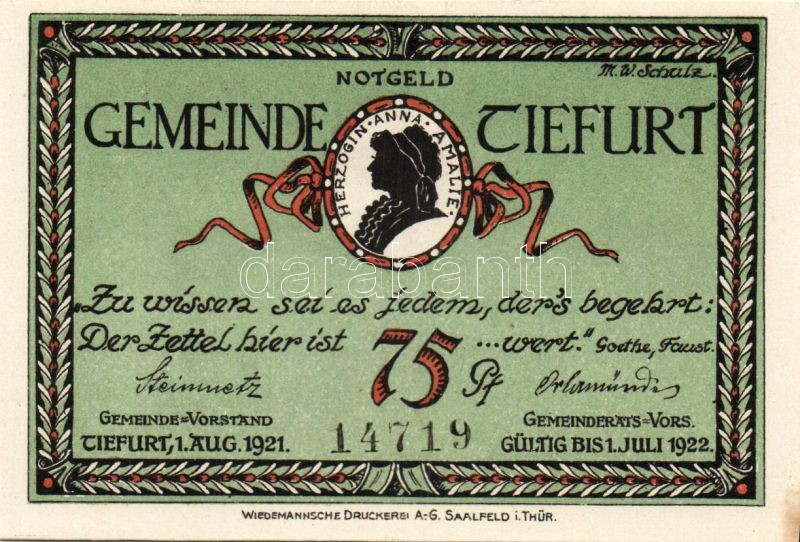 M. W. Schulz.
NOTGELD
GEMEINDE TIEFURT
HERZOGIN · ANNA · AMALIE ·
darabanth
„Zu wissen sei es jedem, der's begehrt:
Der Zettel hier ist 75 Pf ...wert." Goethe, Faust.
Steinmetz Orlamünde
GEMEINDE=VORSTAND GEMEINDERATS=VORS.
TIEFURT, 1. AUG. 1921. 14719 GÜLTIG BIS 1. JULI 1922.
WIEDEMANNSCHE DRUCKEREI A.-G. SAALFELD i. THÜR.